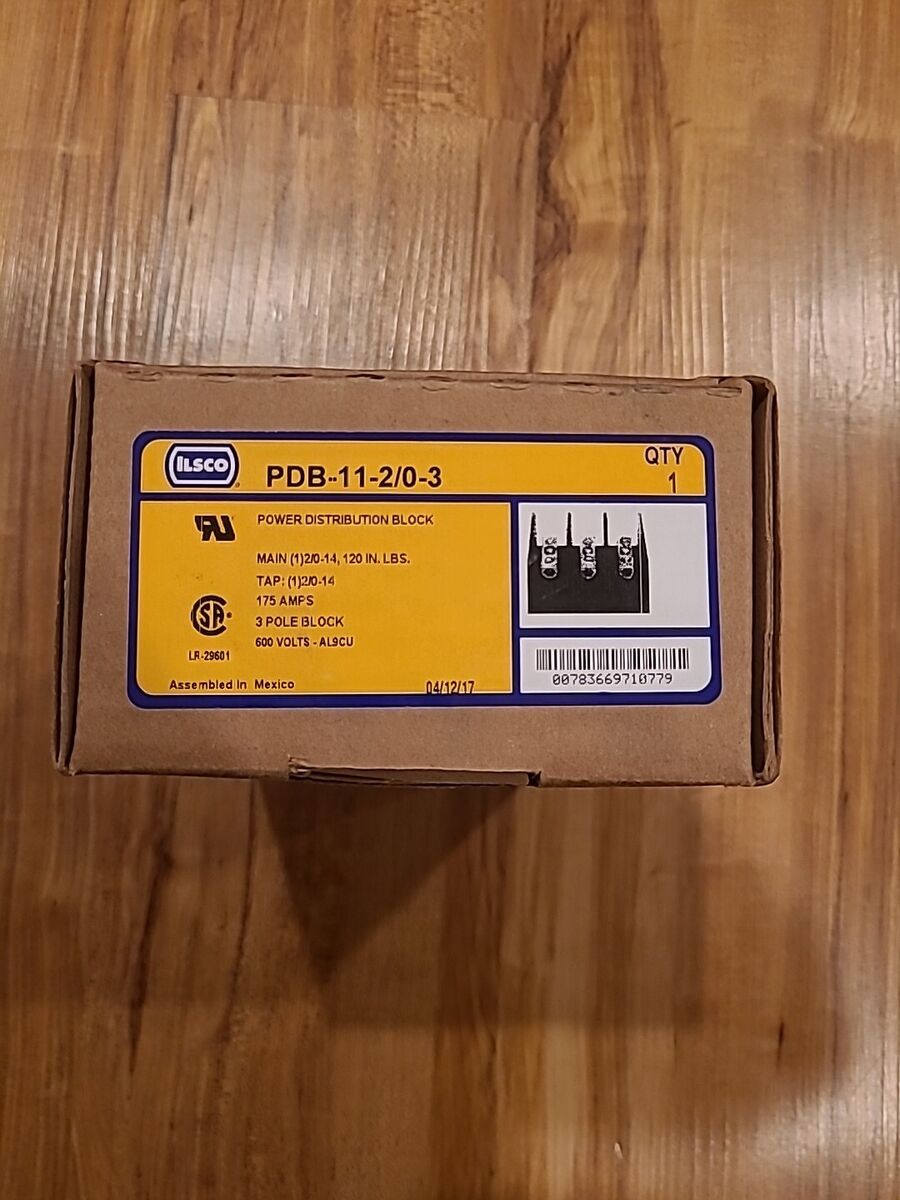 ILSCO
PDB-11-2/0-3
QTY
1
POWER DISTRIBUTION BLOCK
MAIN (1)2/0-14, 120 IN. LBS.
TAP: (1)2/0-14
175 AMPS
3 POLE BLOCK
600 VOLTS - AL9CU
LR-29601
Assembled In Mexico
04/12/17
00783669710779